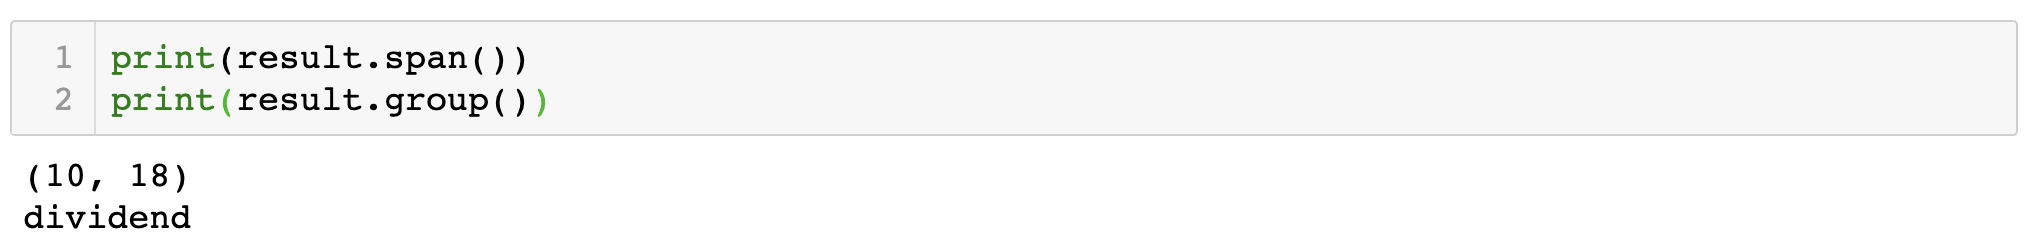 1 print(result.span())
2 print(result.group())
(10, 18)
dividend